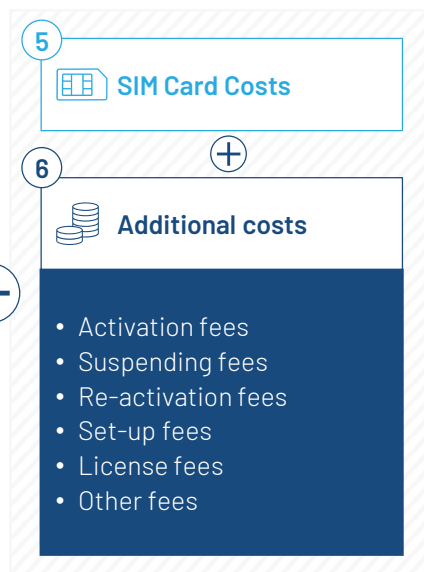 5
SIM Card Costs
+
6
Additional costs
• Activation fees
• Suspending fees
• Re-activation fees
• Set-up fees
• License fees
• Other fees